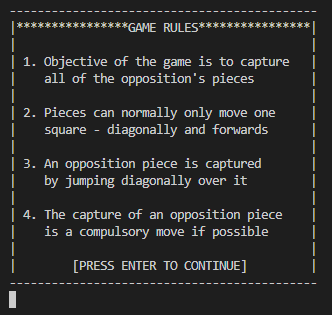 ----------------------------------------
|****************GAME RULES****************|
1. Objective of the game is to capture
all of the opposition's pieces
2. Pieces can normally only move one
square - diagonally and forwards
3. An opposition piece is captured
by jumping diagonally over it
4. The capture of an opposition piece
is a compulsory move if possible
[PRESS ENTER TO CONTINUE]
----------------------------------------